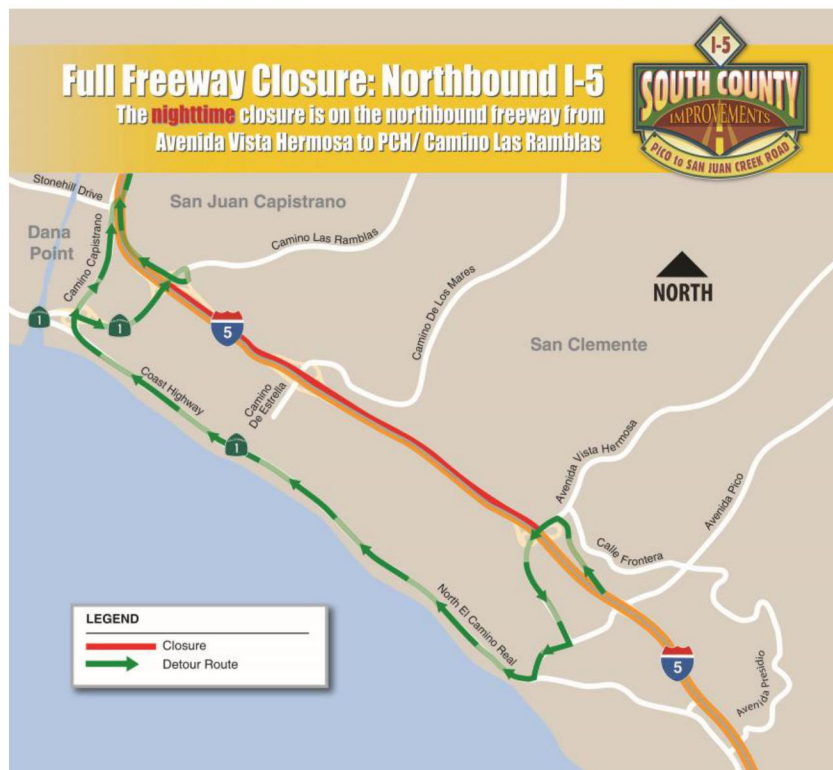 Full Freeway Closure: Northbound I-5
The nighttime closure is on the northbound freeway from
Avenida Vista Hermosa to PCH/ Camino Las Ramblas
I-5
SOUTH COUNTY
IMPROVEMENTS
PICO to SAN JUAN CREEK ROAD
Stonehill Drive
San Juan Capistrano
Dana
Point
Camino Capistrano
Camino Las Ramblas
NORTH
1
1
5
Camino De Los Mares
San Clemente
Coast Highway
Camino
De Estrella
1
Avenida Vista Hermosa
Avenida Pico
Calle Frontera
North El Camino Real
LEGEND
Closure
Detour Route
5
Avenida Presidio